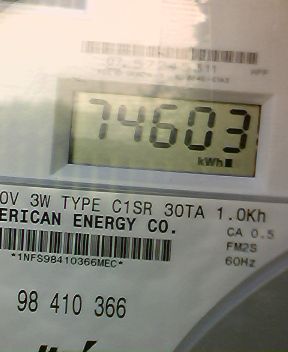 74603
kWh
0V 3W TYPE C1SR 30TA 1.0Kh
ERICAN ENERGY CO.
CA 0.5
FM2S
60Hz
*1NFS98410366MEC*
98 410 366